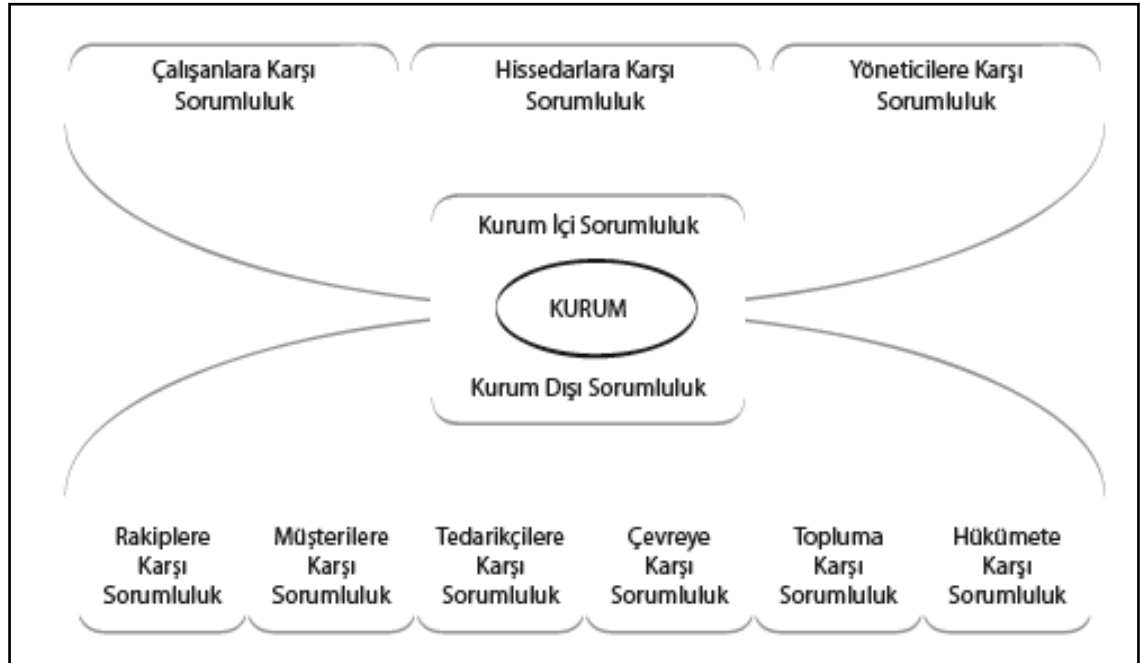 Çalışanlara Karşı
Sorumluluk
Hissedarlara Karşı
Sorumluluk
Yöneticilere Karşı
Sorumluluk
Kurum İçi Sorumluluk
KURUM
Kurum Dışı Sorumluluk
Rakiplere
Karşı
Sorumluluk
Müşterilere
Karşı
Sorumluluk
Tedarikçilere
Karşı
Sorumluluk
Çevreye
Karşı
Sorumluluk
Topluma
Karşı
Sorumluluk
Hükümete
Karşı
Sorumluluk